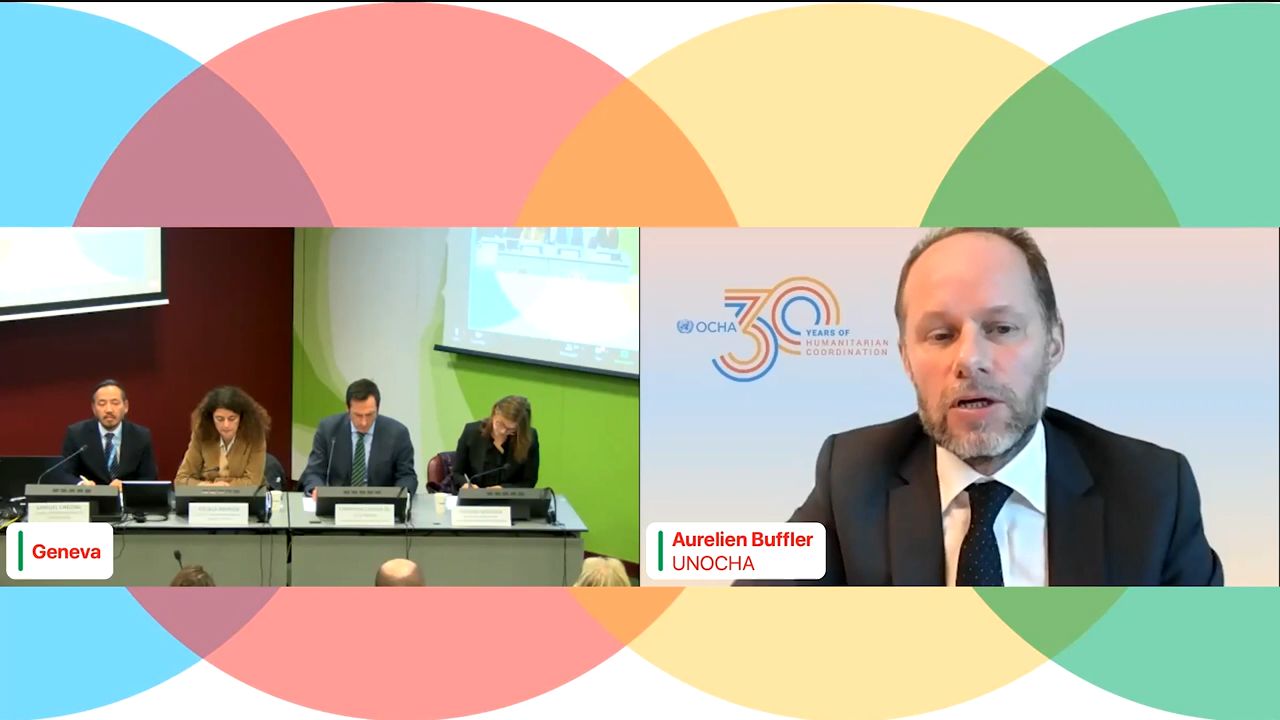 OCHA
30
YEARS OF
HUMANITARIAN
COORDINATION
Geneva
Aurelien Buffler
UNOCHA